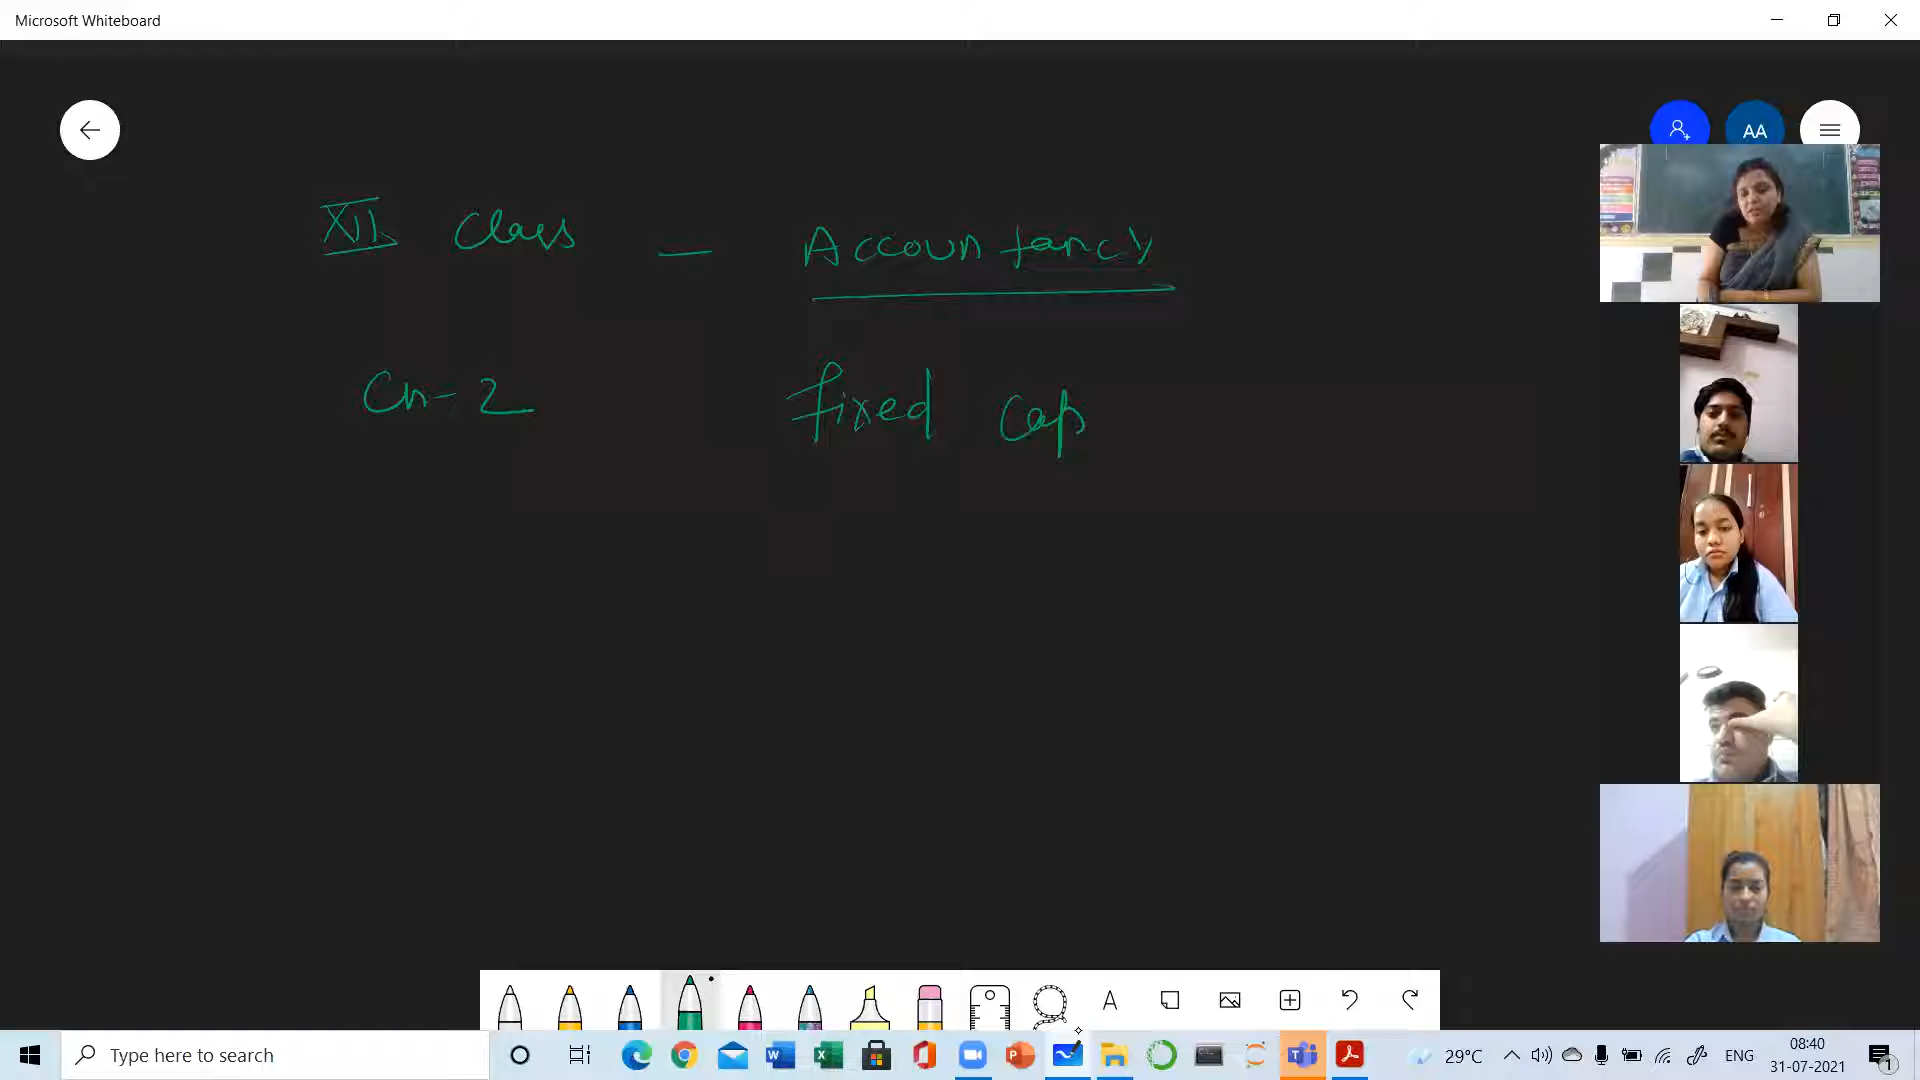 Microsoft Whiteboard
AA
XII Class - Accountancy
Ch-2 fixed Cap
A
Type here to search
29°C
ENG
08:40
31-07-2021
1